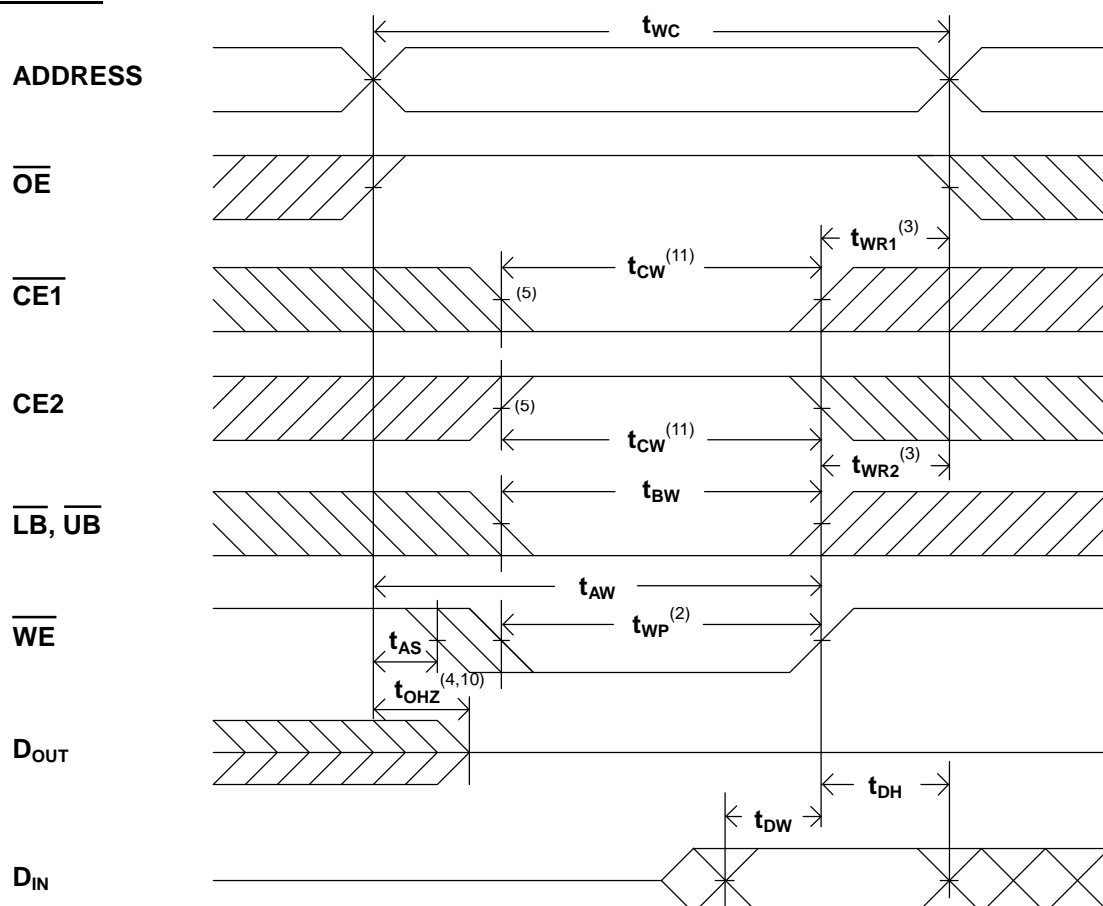 tWC
ADDRESS
OE
tWR1(3)
tCW(11)
CE1
(5)
CE2
(5)
tCW(11)
tWR2(3)
tBW
LB, UB
tAW
WE
tWP(2)
tAS
tOHZ(4,10)
DOUT
tDH
tDW
DIN